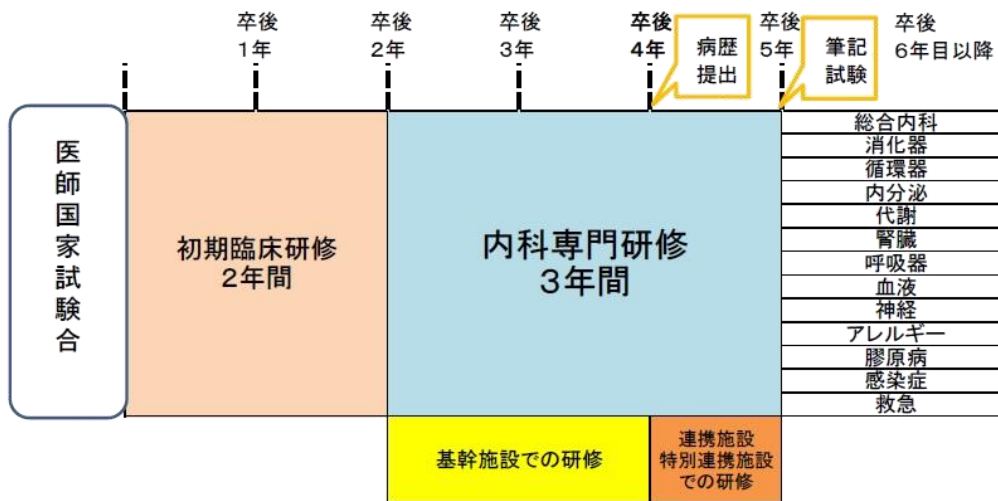 卒後
1年
卒後
2年
卒後
3年
卒後
4年
病歴
提出
卒後
5年
筆記
試験
卒後
6年目以降
医師国家試験合
初期臨床研修
2年間
内科専門研修
3年間
総合内科
消化器
循環器
内分泌
代謝
腎臓
呼吸器
血液
神経
アレルギー
膠原病
感染症
救急
基幹施設での研修
連携施設
特別連携施設
での研修